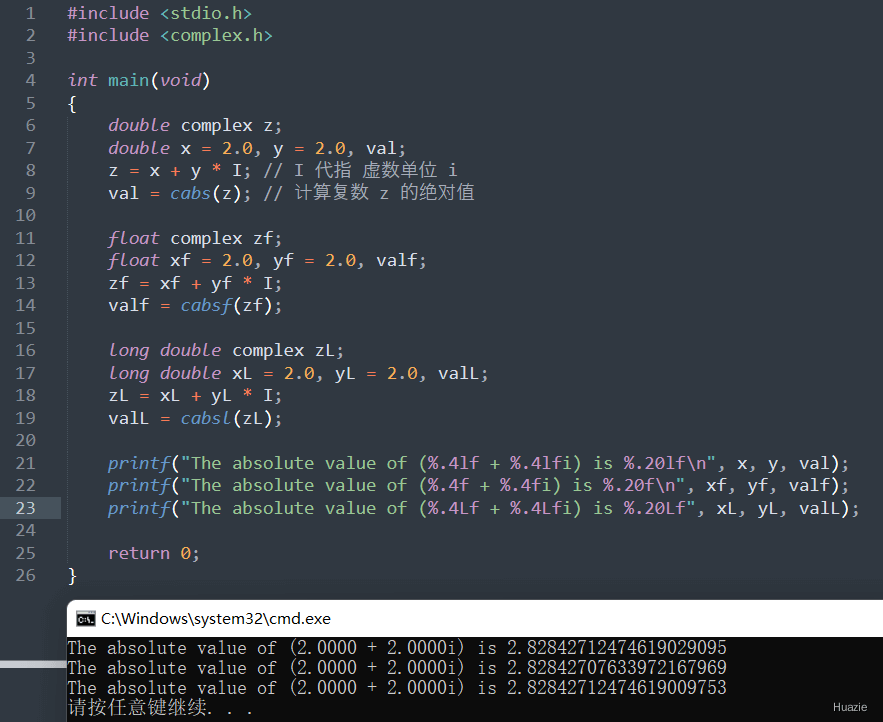 1 #include <stdio.h>
2 #include <complex.h>
3
4 int main(void)
5 {
6     double complex z;
7     double x = 2.0, y = 2.0, val;
8     z = x + y * I; // I 代指 虚数单位 i
9     val = cabs(z); // 计算复数 z 的绝对值
10
11     float complex zf;
12     float xf = 2.0, yf = 2.0, valf;
13     zf = xf + yf * I;
14     valf = cabsf(zf);
15
16     long double complex zL;
17     long double xL = 2.0, yL = 2.0, valL;
18     zL = xL + yL * I;
19     valL = cabsl(zL);
20
21     printf("The absolute value of (%.4lf + %.4lfi) is %.20lf\n", x, y, val);
22     printf("The absolute value of (%.4f + %.4fi) is %.20f\n", xf, yf, valf);
23     printf("The absolute value of (%.4Lf + %.4Lfi) is %.20Lf", xL, yL, valL);
24
25     return 0;
26 }
C:\Windows\system32\cmd.exe
The absolute value of (2.0000 + 2.0000i) is 2.82842712474619029095
The absolute value of (2.0000 + 2.0000i) is 2.82842707633972167969
The absolute value of (2.0000 + 2.0000i) is 2.82842712474619009753
请按任意键继续. . .
Huazie